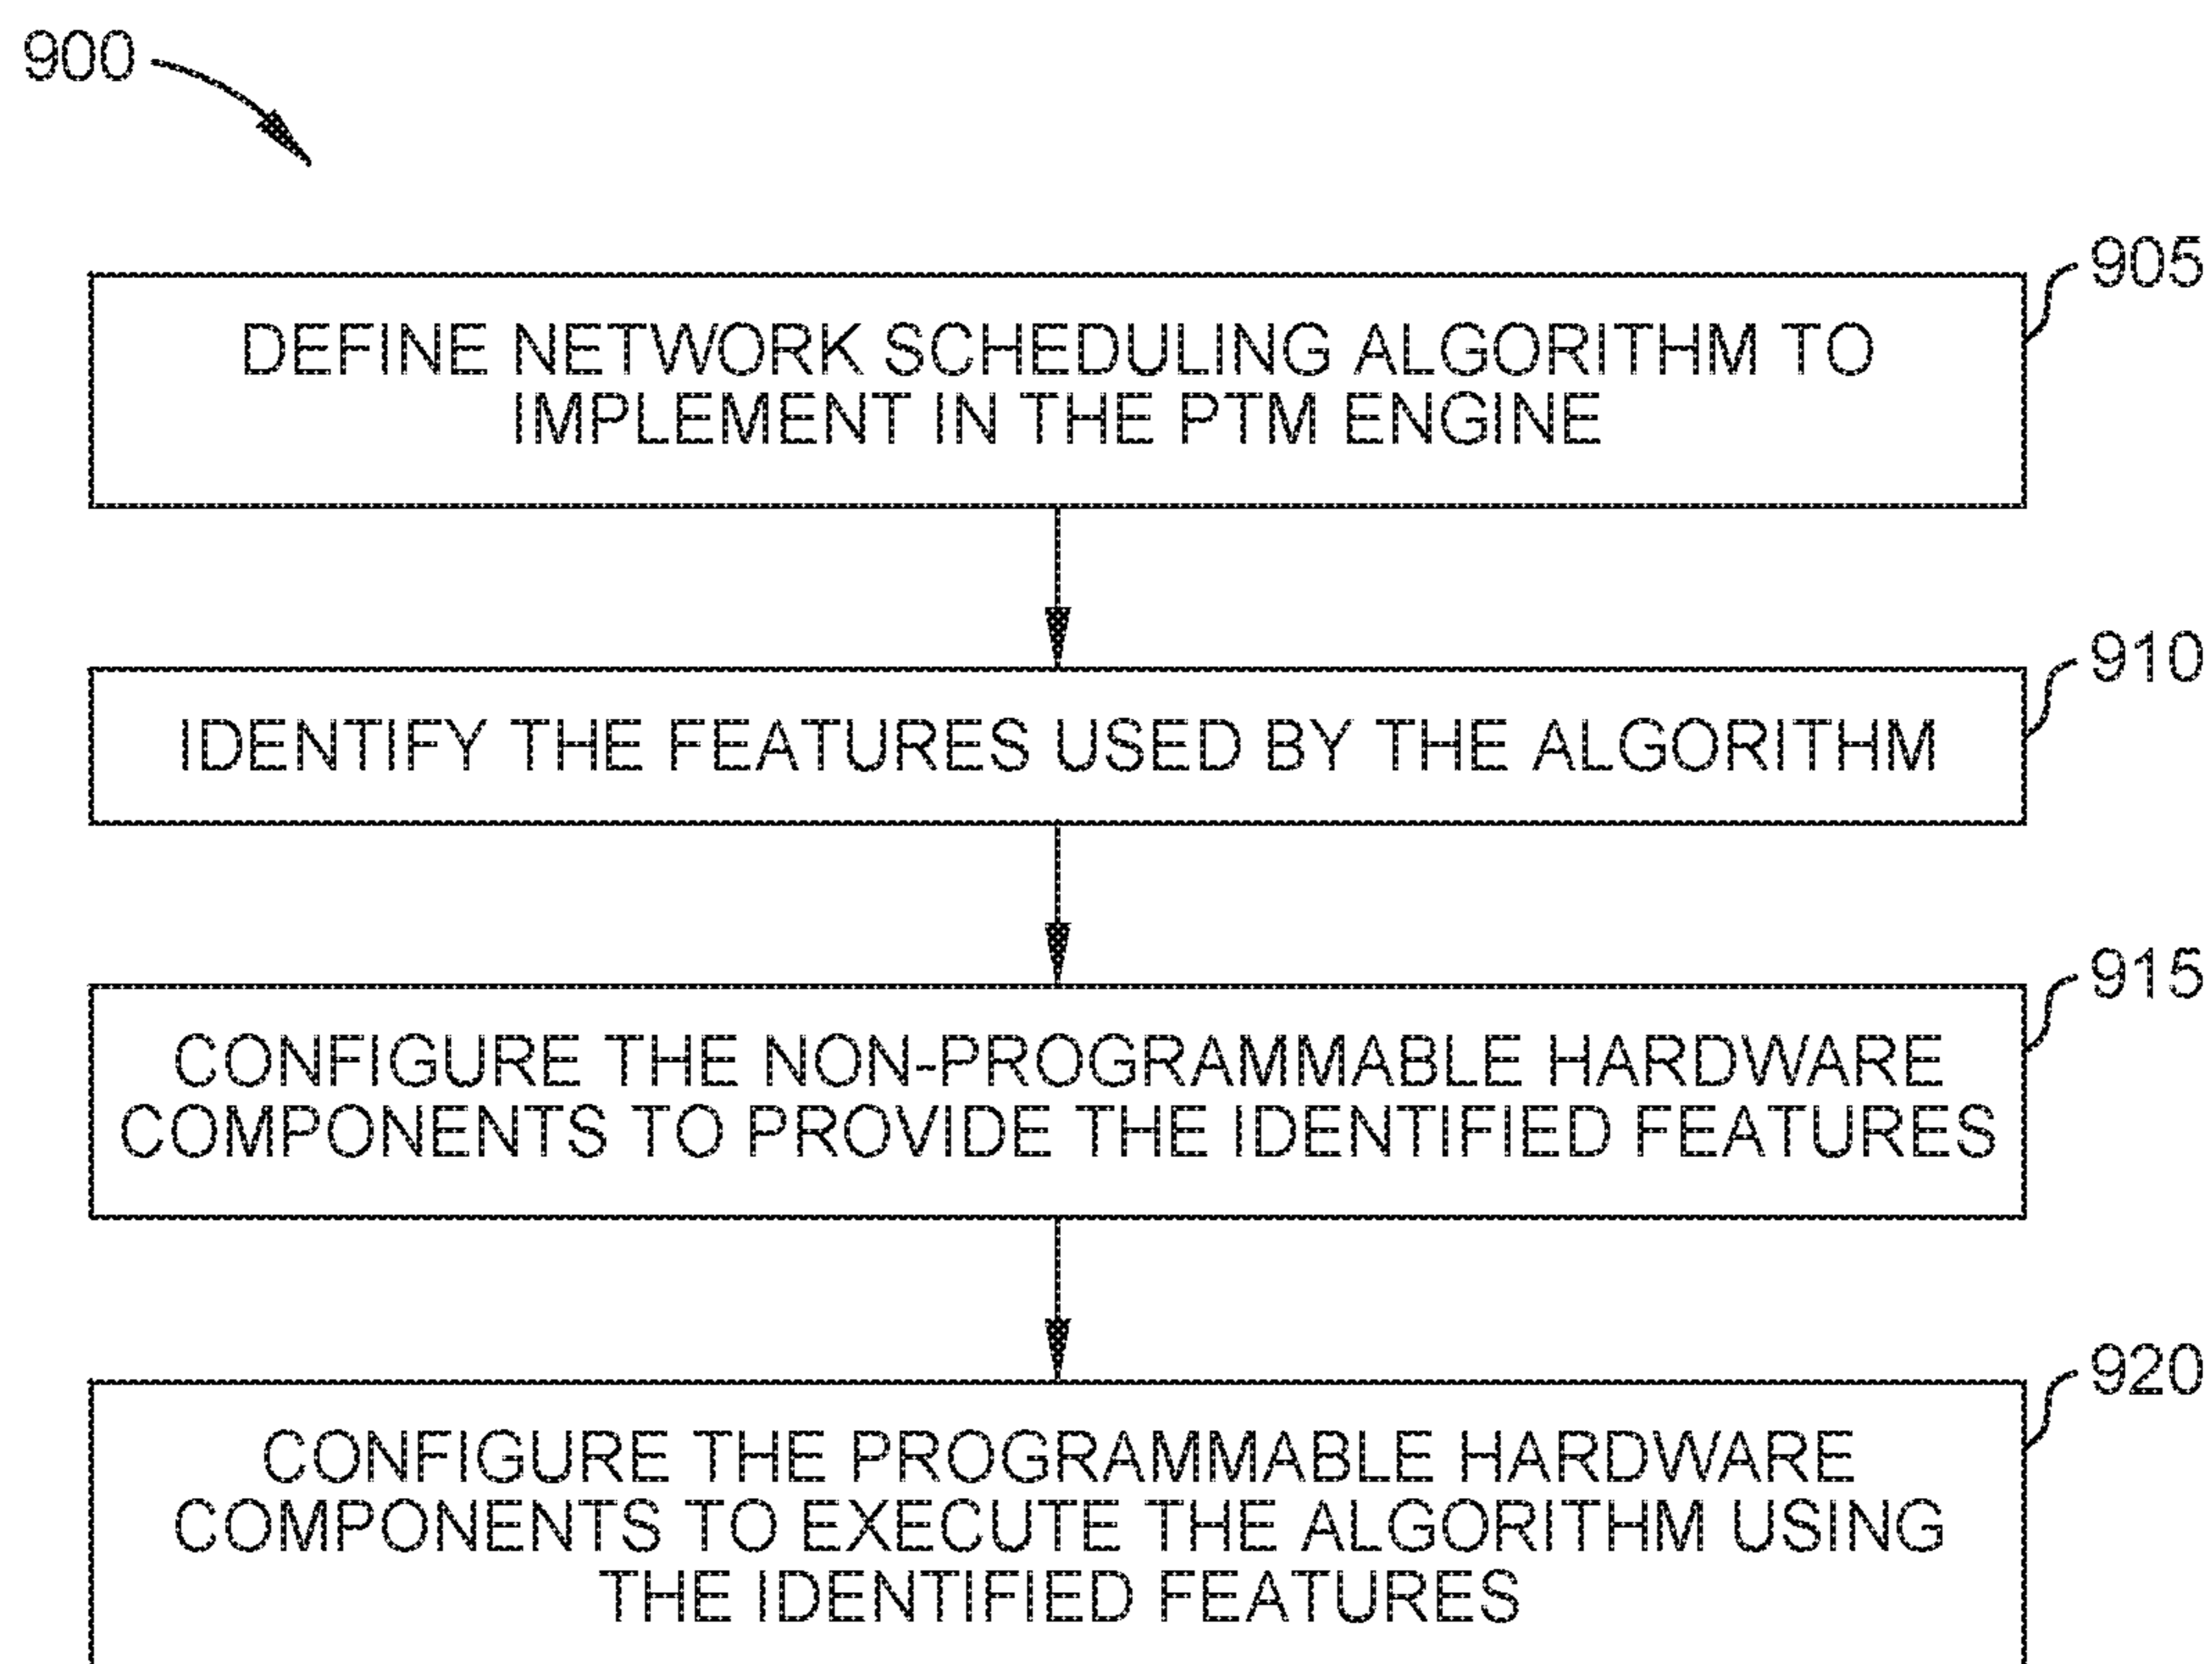 900
905
DEFINE NETWORK SCHEDULING ALGORITHM TO
IMPLEMENT IN THE PTM ENGINE
910
IDENTIFY THE FEATURES USED BY THE ALGORITHM
915
CONFIGURE THE NON-PROGRAMMABLE HARDWARE
COMPONENTS TO PROVIDE THE IDENTIFIED FEATURES
920
CONFIGURE THE PROGRAMMABLE HARDWARE
COMPONENTS TO EXECUTE THE ALGORITHM USING
THE IDENTIFIED FEATURES